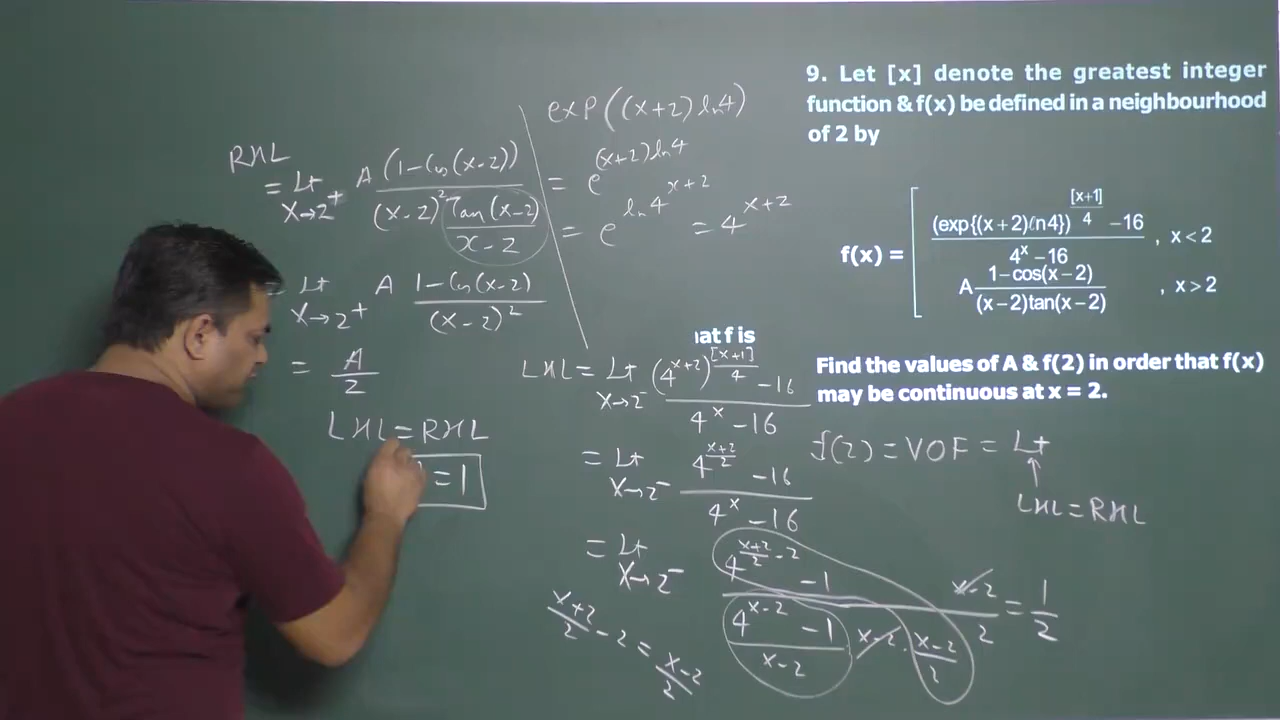 9. Let [x] denote the greatest integer
function & f(x) be defined in a neighbourhood
of 2 by
f(x) = [ (exp{(x+2)ℓn4})^([x+1]/4) –16 / 4^x –16 , x < 2
A 1–cos(x–2) / (x–2)tan(x–2) , x > 2
at f is
Find the values of A & f(2) in order that f(x)
may be continuous at x = 2.
RHL
= Lt x→2⁺ A (1-Cos(x-2)) / (x-2)² Tan(x-2) / x-2
= Lt x→2⁺ A 1-Cos(x-2) / (x-2)²
= A/2
LHL = RHL
= 1
exp((x+2)ln4)
= e^((x+2)ln4)
= e^(ln4^(x+2)) = 4^(x+2)
LHL = Lt x→2⁻ (4^(x+2))^([x+1]/4) -16 / 4^x -16
= Lt x→2⁻ 4^((x+2)/2) -16 / 4^x -16
= Lt x→2⁻ 4^((x+2)/2 -2) -1 / (4^(x-2) -1 / x-2) x-2 · (x-2)/2 x-2 / 2 = 1/2
(x+2)/2 - 2 = (x-2)/2
f(2) = VOF = Lt
↑
LHL = RHL